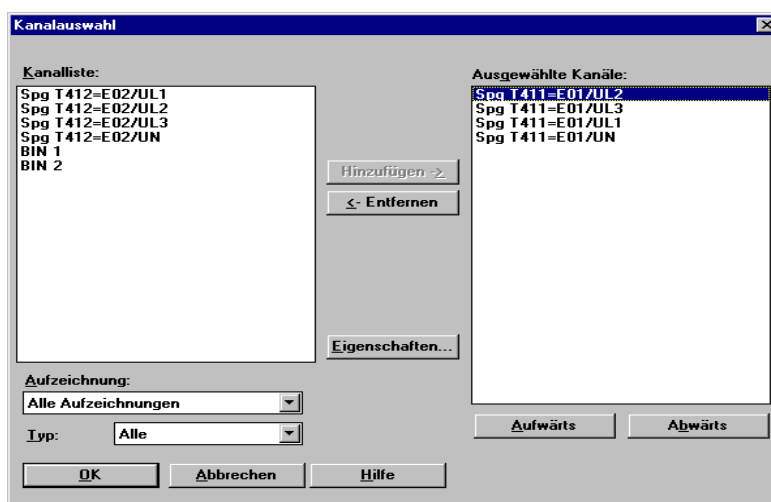 Kanalauswahl
Kanalliste:
Spg T412=E02/UL1
Spg T412=E02/UL2
Spg T412=E02/UL3
Spg T412=E02/UN
BIN 1
BIN 2
Hinzufügen ->
<- Entfernen
Eigenschaften...
Ausgewählte Kanäle:
Spg T411=E01/UL2
Spg T411=E01/UL3
Spg T411=E01/UL1
Spg T411=E01/UN
Aufwärts
Abwärts
Aufzeichnung:
Alle Aufzeichnungen
Typ:
Alle
OK
Abbrechen
Hilfe